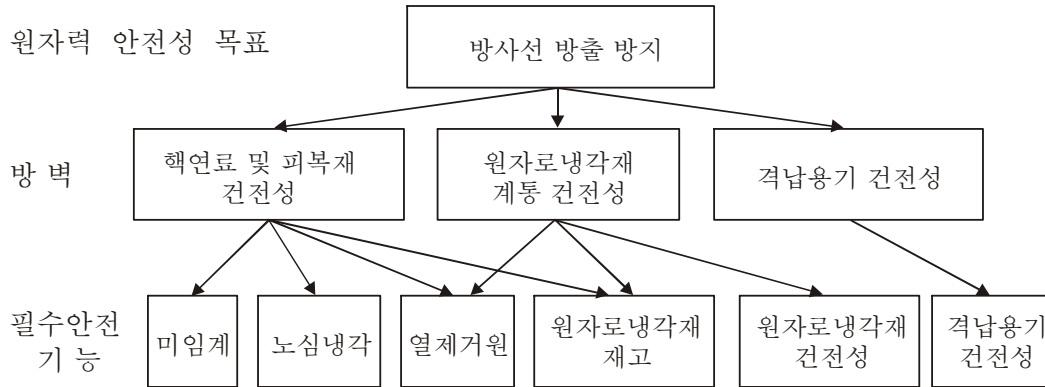 원자력 안전성 목표
방사선 방출 방지
방 벽
핵연료 및 피복재
건전성
원자로냉각재
계통 건전성
격납용기 건전성
필수안전
기 능
미임계
노심냉각
열제거원
원자로냉각재
재고
원자로냉각재
건전성
격납용기
건전성